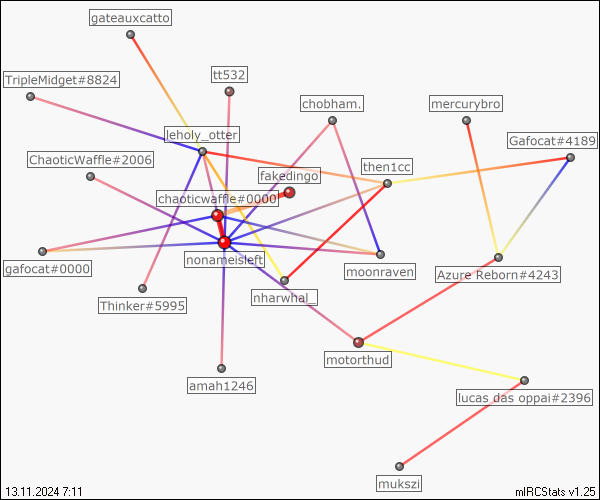 gateauxcatto
TripleMidget#8824
tt532
chobham.
mercurybro
leholy_otter
Gafocat#4189
ChaoticWaffle#2006
then1cc
fakedingo
chaoticwaffle#0000
nonameisleft
gafocat#0000
moonraven
Azure Reborn#4243
Thinker#5995
nharwhal_
motorthud
amah1246
lucas das oppai#2396
mukszi
13.11.2024 7:11
mIRCStats v1.25